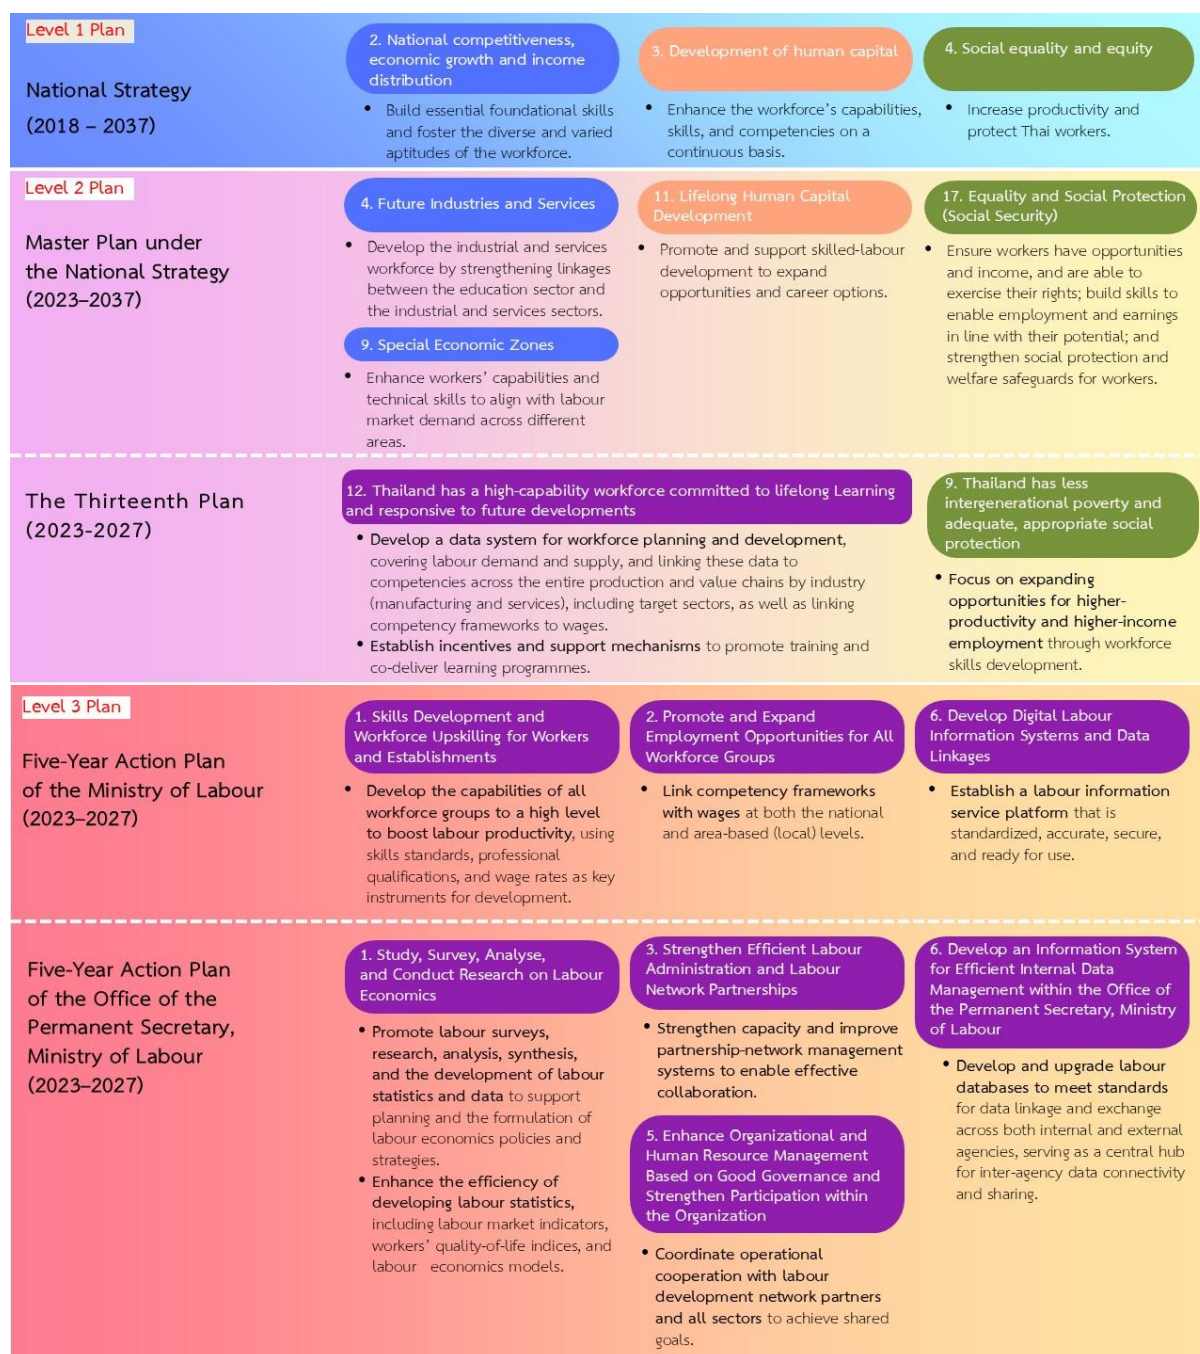 Level 1 Plan
National Strategy
(2018 – 2037)
2. National competitiveness,
economic growth and income
distribution
• Build essential foundational skills
and foster the diverse and varied
aptitudes of the workforce.
3. Development of human capital
• Enhance the workforce's capabilities,
skills, and competencies on a
continuous basis.
4. Social equality and equity
• Increase productivity and
protect Thai workers.
Level 2 Plan
Master Plan under
the National Strategy
(2023–2037)
4. Future Industries and Services
• Develop the industrial and services
workforce by strengthening linkages
between the education sector and
the industrial and services sectors.
9. Special Economic Zones
• Enhance workers' capabilities and
technical skills to align with labour
market demand across different
areas.
11. Lifelong Human Capital
Development
• Promote and support skilled-labour
development to expand
opportunities and career options.
17. Equality and Social Protection
(Social Security)
• Ensure workers have opportunities
and income, and are able to
exercise their rights; build skills to
enable employment and earnings
in line with their potential; and
strengthen social protection and
welfare safeguards for workers.
The Thirteenth Plan
(2023-2027)
12. Thailand has a high-capability workforce committed to lifelong Learning
and responsive to future developments
• Develop a data system for workforce planning and development,
covering labour demand and supply, and linking these data to
competencies across the entire production and value chains by industry
(manufacturing and services), including target sectors, as well as linking
competency frameworks to wages.
• Establish incentives and support mechanisms to promote training and
co-deliver learning programmes.
9. Thailand has less
intergenerational poverty and
adequate, appropriate social
protection
• Focus on expanding
opportunities for higher-
productivity and higher-income
employment through workforce
skills development.
Level 3 Plan
Five-Year Action Plan
of the Ministry of Labour
(2023–2027)
1. Skills Development and
Workforce Upskilling for Workers
and Establishments
• Develop the capabilities of all
workforce groups to a high level
to boost labour productivity, using
skills standards, professional
qualifications, and wage rates as key
instruments for development.
2. Promote and Expand
Employment Opportunities for All
Workforce Groups
• Link competency frameworks
with wages at both the national
and area-based (local) levels.
6. Develop Digital Labour
Information Systems and Data
Linkages
• Establish a labour information
service platform that is
standardized, accurate, secure,
and ready for use.
Five-Year Action Plan
of the Office of the
Permanent Secretary,
Ministry of Labour
(2023–2027)
1. Study, Survey, Analyse,
and Conduct Research on Labour
Economics
• Promote labour surveys,
research, analysis, synthesis,
and the development of labour
statistics and data to support
planning and the formulation of
labour economics policies and
strategies.
• Enhance the efficiency of
developing labour statistics,
including labour market indicators,
workers' quality-of-life indices, and
labour economics models.
3. Strengthen Efficient Labour
Administration and Labour
Network Partnerships
• Strengthen capacity and improve
partnership-network management
systems to enable effective
collaboration.
5. Enhance Organizational and
Human Resource Management
Based on Good Governance and
Strengthen Participation within
the Organization
• Coordinate operational
cooperation with labour
development network partners
and all sectors to achieve shared
goals.
6. Develop an Information System
for Efficient Internal Data
Management within the Office of
the Permanent Secretary, Ministry
of Labour
• Develop and upgrade labour
databases to meet standards
for data linkage and exchange
across both internal and external
agencies, serving as a central hub
for inter-agency data connectivity
and sharing.